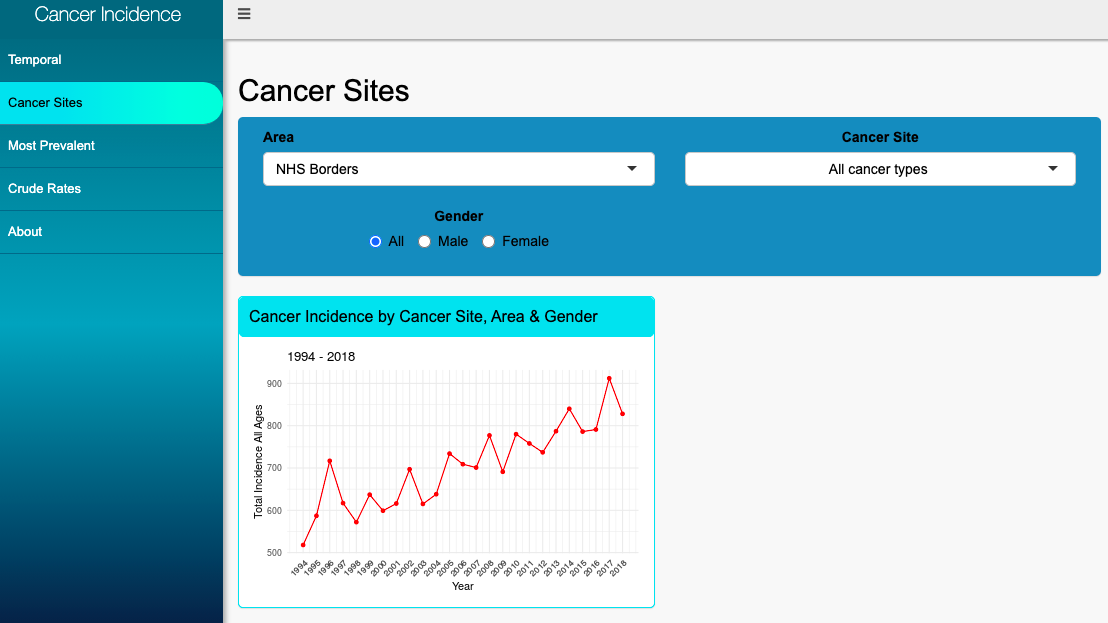 Cancer Incidence
Temporal
Cancer Sites
Most Prevalent
Crude Rates
About
Cancer Sites
Area
NHS Borders
Cancer Site
All cancer types
Gender
All Male Female
Cancer Incidence by Cancer Site, Area & Gender
1994 - 2018
Total Incidence All Ages
900
800
700
600
500
1994 1995 1996 1997 1998 1999 2000 2001 2002 2003 2004 2005 2006 2007 2008 2009 2010 2011 2012 2013 2014 2015 2016 2017 2018
Year